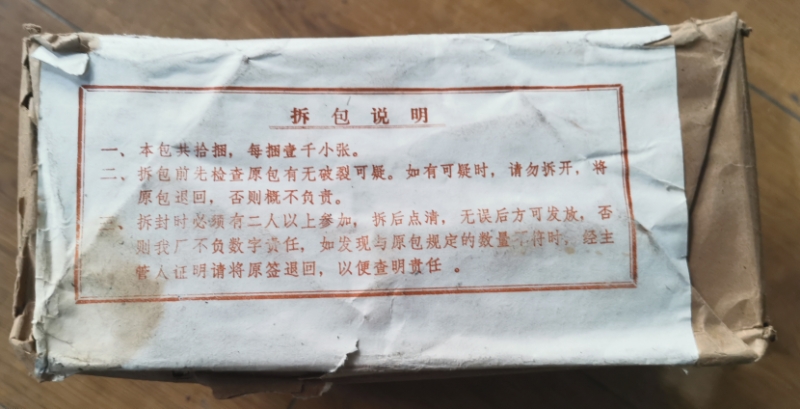 拆包说明
一、本包共拾捆，每捆壹千小张。
二、拆包前先检查原包有无破裂可疑。如有可疑时，请勿拆开，将
原包退回，否则概不负责。
三、拆封时必须有二人以上参加，拆后点清，无误后方可发放，否
则我厂不负数字责任，如发现与原包规定的数量不符时，经主
管人证明请将原签退回，以便查明责任。